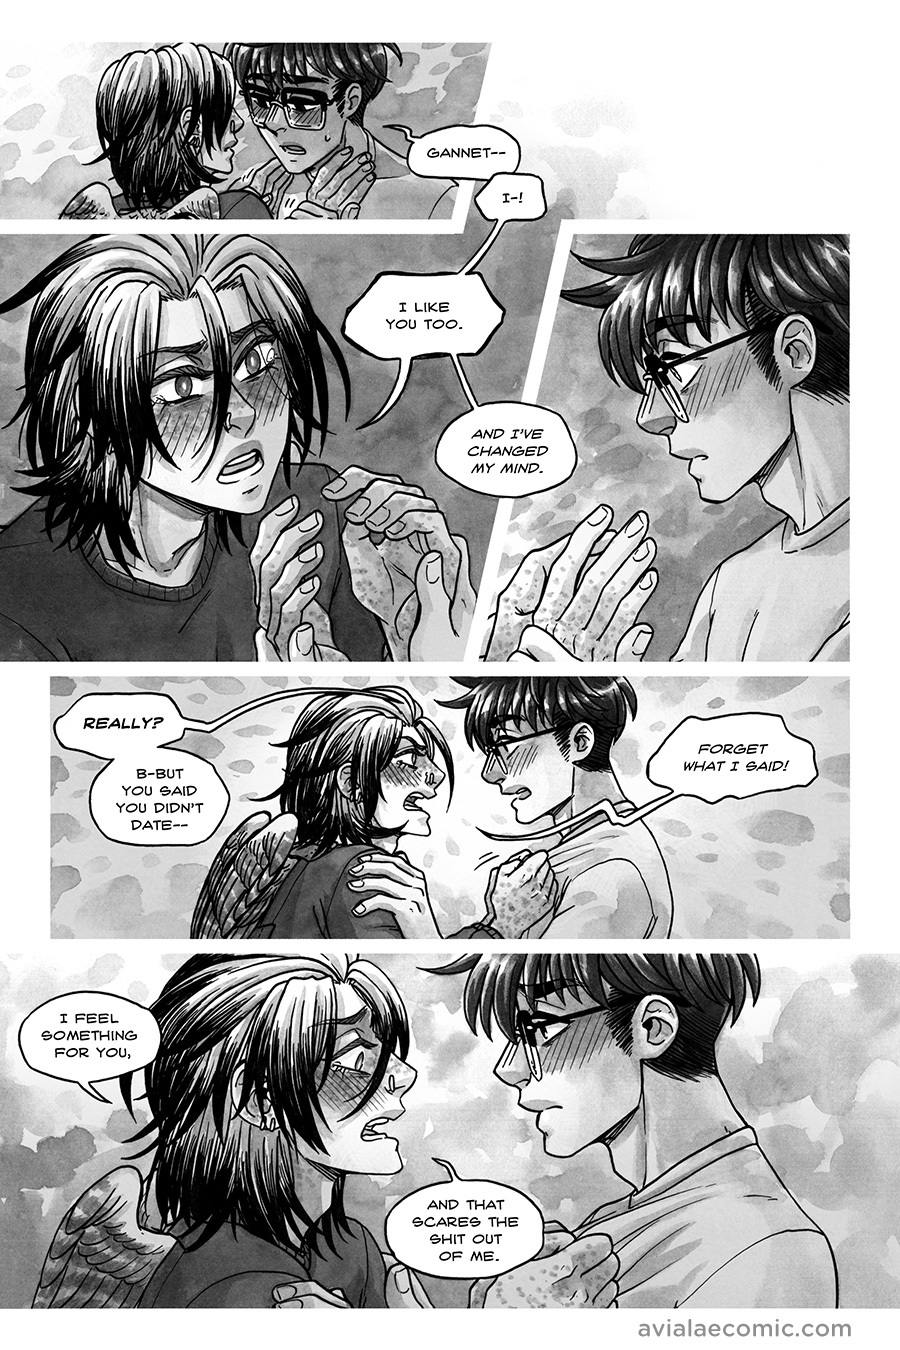 GANNET--
I-!
I LIKE
YOU TOO.
AND I'VE
CHANGED
MY MIND.
REALLY?
B-BUT
YOU SAID
YOU DIDN'T
DATE--
FORGET
WHAT I SAID!
I FEEL
SOMETHING
FOR YOU,
AND THAT
SCARES THE
SHIT OUT
OF ME.
avialaecomic.com